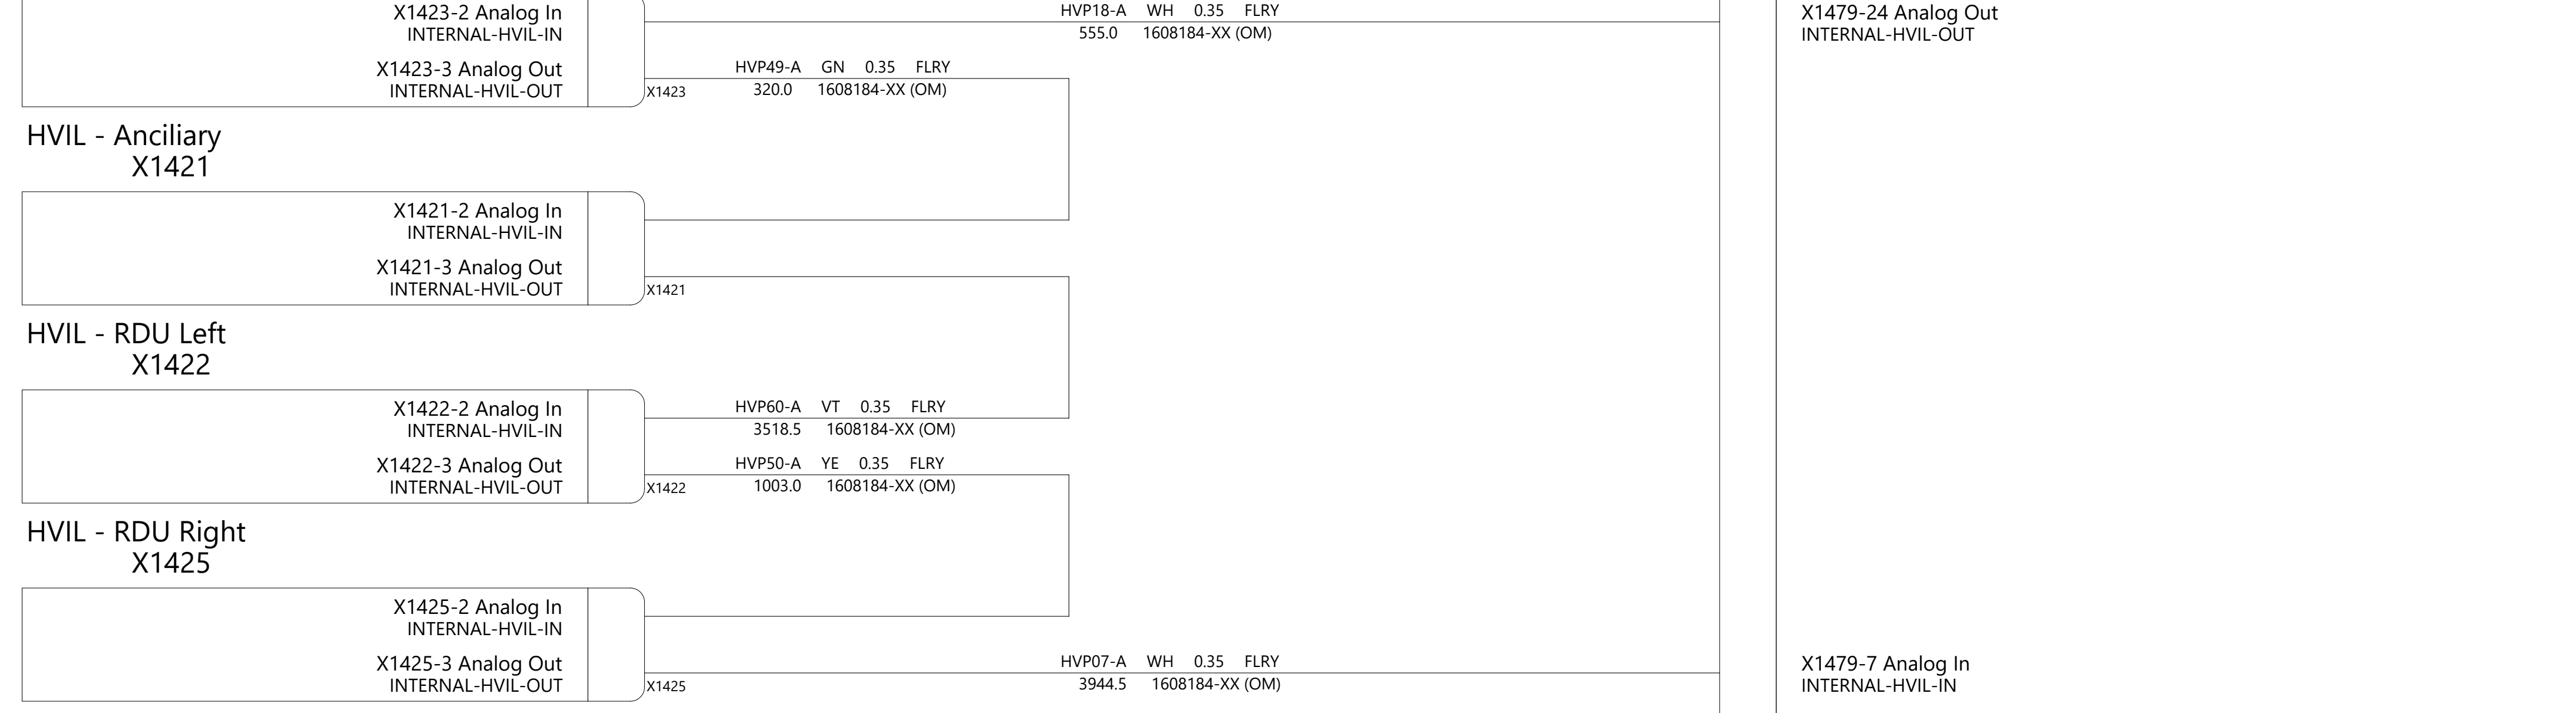 X1423-2 Analog In
INTERNAL-HVIL-IN
HVP18-A WH 0.35 FLRY
555.0 1608184-XX (OM)
X1479-24 Analog Out
INTERNAL-HVIL-OUT
X1423-3 Analog Out
INTERNAL-HVIL-OUT
X1423
HVP49-A GN 0.35 FLRY
320.0 1608184-XX (OM)
HVIL - Anciliary
X1421
X1421-2 Analog In
INTERNAL-HVIL-IN
X1421-3 Analog Out
INTERNAL-HVIL-OUT
X1421
HVIL - RDU Left
X1422
X1422-2 Analog In
INTERNAL-HVIL-IN
HVP60-A VT 0.35 FLRY
3518.5 1608184-XX (OM)
X1422-3 Analog Out
INTERNAL-HVIL-OUT
X1422
HVP50-A YE 0.35 FLRY
1003.0 1608184-XX (OM)
HVIL - RDU Right
X1425
X1425-2 Analog In
INTERNAL-HVIL-IN
X1425-3 Analog Out
INTERNAL-HVIL-OUT
X1425
HVP07-A WH 0.35 FLRY
3944.5 1608184-XX (OM)
X1479-7 Analog In
INTERNAL-HVIL-IN